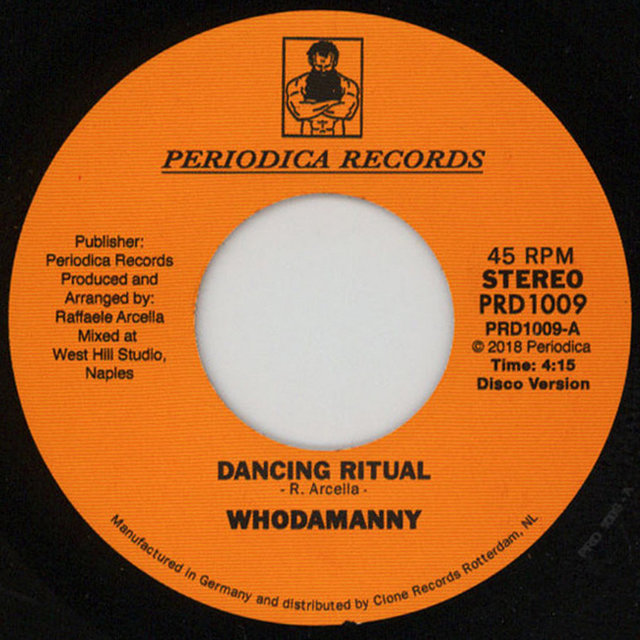 PERIODICA RECORDS
Publisher:
Periodica Records
Produced and
Arranged by:
Raffaele Arcella
Mixed at
West Hill Studio,
Naples
45 RPM
STEREO
PRD1009
PRD1009-A
© 2018 Periodica
Time: 4:15
Disco Version
DANCING RITUAL
- R. Arcella -
WHODAMANNY
Manufactured in Germany and distributed by Clone Records Rotterdam, NL